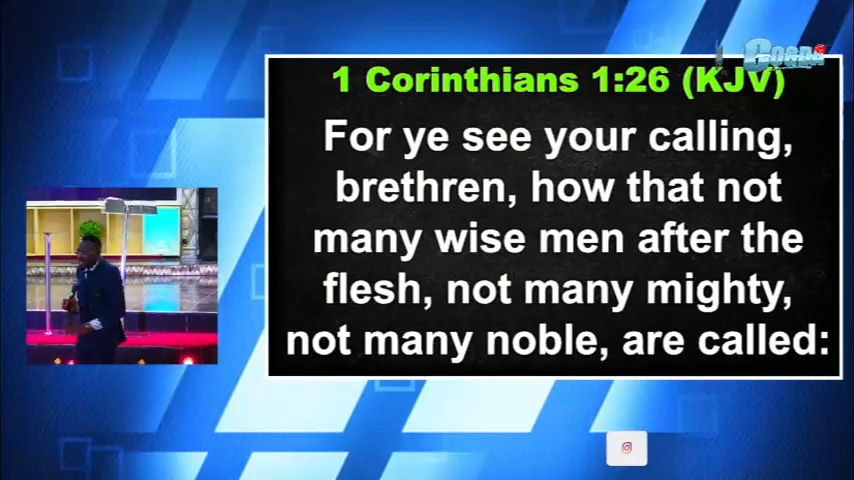 1 Corinthians 1:26 (KJV)
For ye see your calling,
brethren, how that not
many wise men after the
flesh, not many mighty,
not many noble, are called: